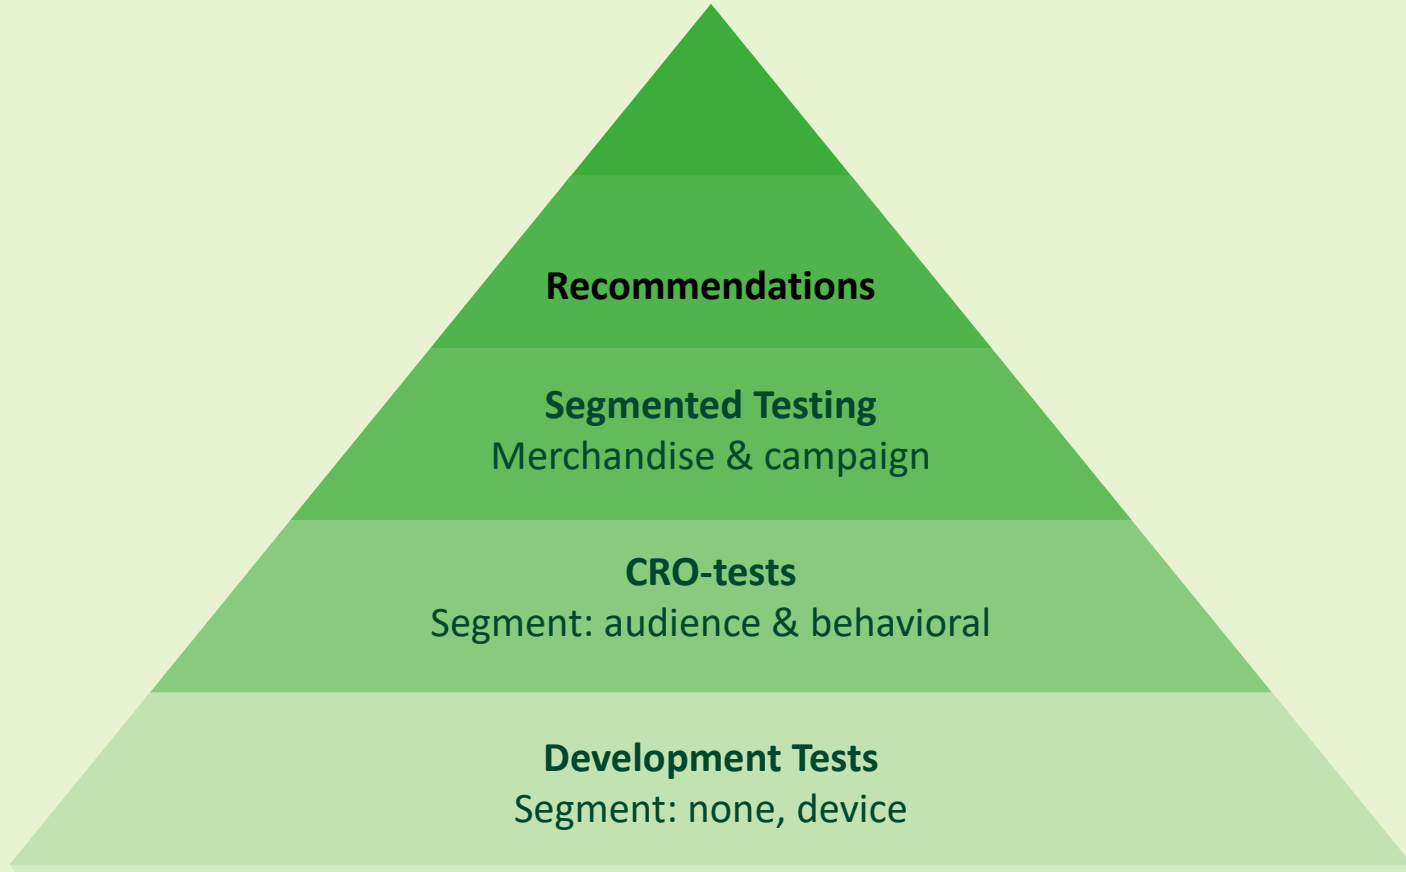 Recommendations
Segmented Testing
Merchandise & campaign
CRO-tests
Segment: audience & behavioral
Development Tests
Segment: none, device